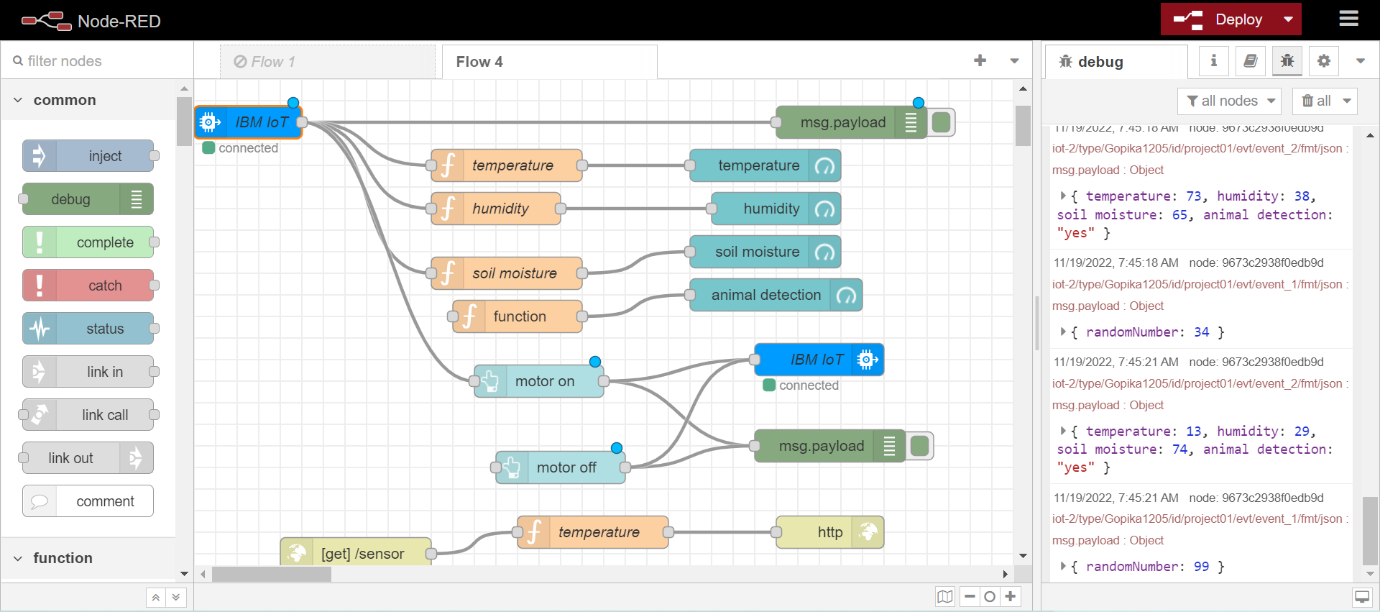 Node-RED
Deploy
filter nodes
Flow 1
Flow 4
debug
i
all nodes
all
common
inject
debug
complete
catch
status
link in
link call
link out
comment
function
IBM IoT
connected
msg.payload
f temperature
temperature
f humidity
humidity
f soil moisture
soil moisture
f function
animal detection
motor on
IBM IoT
connected
motor off
msg.payload
f temperature
http
[get] /sensor
11/19/2022, 7:45:18 AM node: 9673c2938f0edb9d
iot-2/type/Gopika1205/id/project01/evt/event_2/fmt/json :
msg.payload : Object
{ temperature: 73, humidity: 38,
soil moisture: 65, animal detection:
"yes" }
11/19/2022, 7:45:18 AM node: 9673c2938f0edb9d
iot-2/type/Gopika1205/id/project01/evt/event_1/fmt/json :
msg.payload : Object
{ randomNumber: 34 }
11/19/2022, 7:45:21 AM node: 9673c2938f0edb9d
iot-2/type/Gopika1205/id/project01/evt/event_2/fmt/json :
msg.payload : Object
{ temperature: 13, humidity: 29,
soil moisture: 74, animal detection:
"yes" }
11/19/2022, 7:45:21 AM node: 9673c2938f0edb9d
iot-2/type/Gopika1205/id/project01/evt/event_1/fmt/json :
msg.payload : Object
{ randomNumber: 99 }